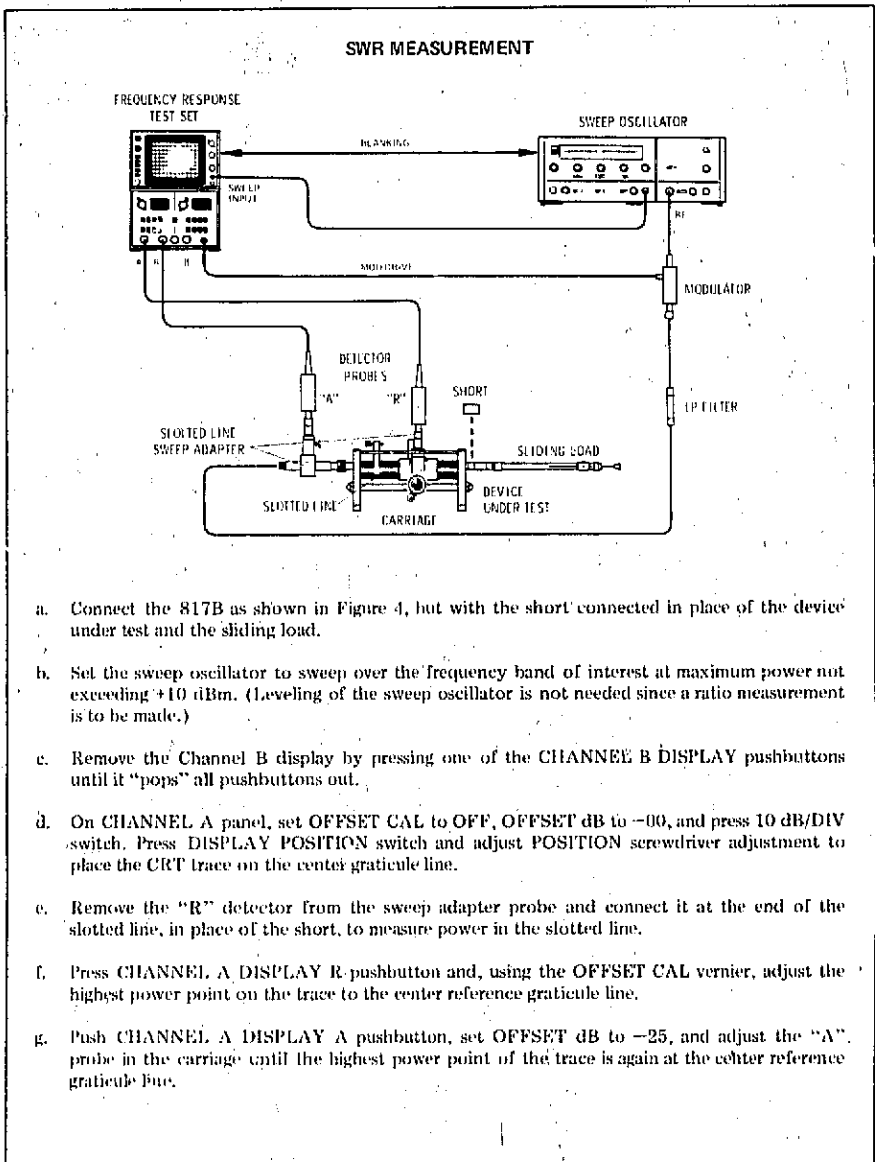 SWR MEASUREMENT
FREQUENCY RESPONSE
TEST SET
SWEEP OSCILLATOR
BLANKING
SWEEP
INPUT
RF
A R B
MOD DRIVE
MODULATOR
DETECTOR
PROBES
"A"
"R"
SHORT
LP FILTER
SLOTTED LINE
SWEEP ADAPTER
SLIDING LOAD
SLOTTED LINE
DEVICE
UNDER TEST
CARRIAGE
a. Connect the 817B as shown in Figure 4, but with the short connected in place of the device
under test and the sliding load.
b. Set the sweep oscillator to sweep over the frequency band of interest at maximum power not
exceeding +10 dBm. (Leveling of the sweep oscillator is not needed since a ratio measurement
is to be made.)
c. Remove the Channel B display by pressing one of the CHANNEL B DISPLAY pushbuttons
until it "pops" all pushbuttons out.
d. On CHANNEL A panel, set OFFSET CAL to OFF, OFFSET dB to −00, and press 10 dB/DIV
switch. Press DISPLAY POSITION switch and adjust POSITION screwdriver adjustment to
place the CRT trace on the center graticule line.
e. Remove the "R" detector from the sweep adapter probe and connect it at the end of the
slotted line, in place of the short, to measure power in the slotted line.
f. Press CHANNEL A DISPLAY R pushbutton and, using the OFFSET CAL vernier, adjust the
highest power point on the trace to the center reference graticule line.
g. Push CHANNEL A DISPLAY A pushbutton, set OFFSET dB to −25, and adjust the "A"
probe in the carriage until the highest power point of the trace is again at the center reference
graticule line.